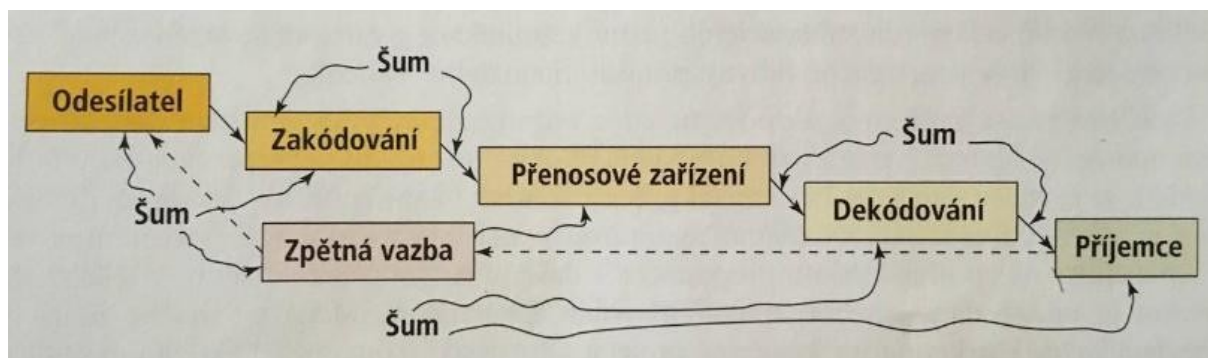 Šum
Odesílatel
Zakódování
Šum
Přenosové zařízení
Šum
Dekódování
Zpětná vazba
Příjemce
Šum